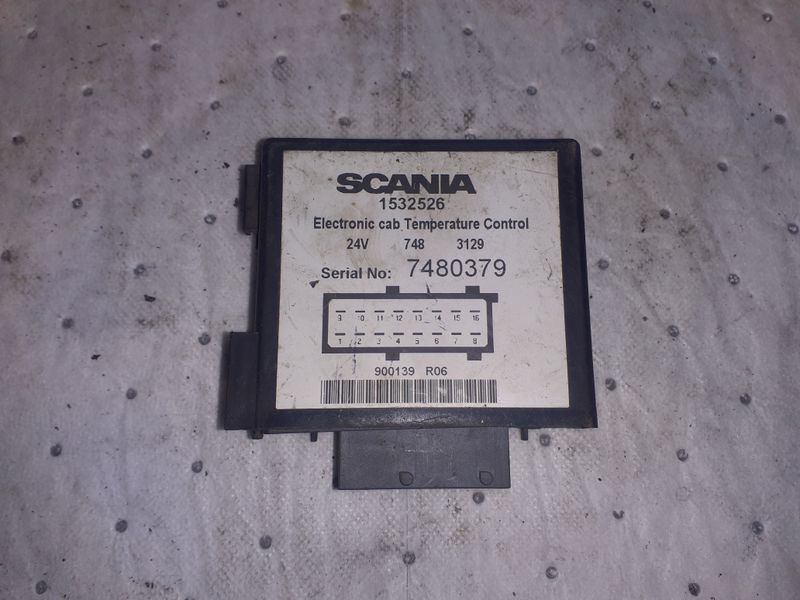 SCANIA
1532526
Electronic cab Temperature Control
24V 748 3129
Serial No: 7480379
9 10 11 12 13 14 15 16
1 2 3 4 5 6 7 8
900139 R06